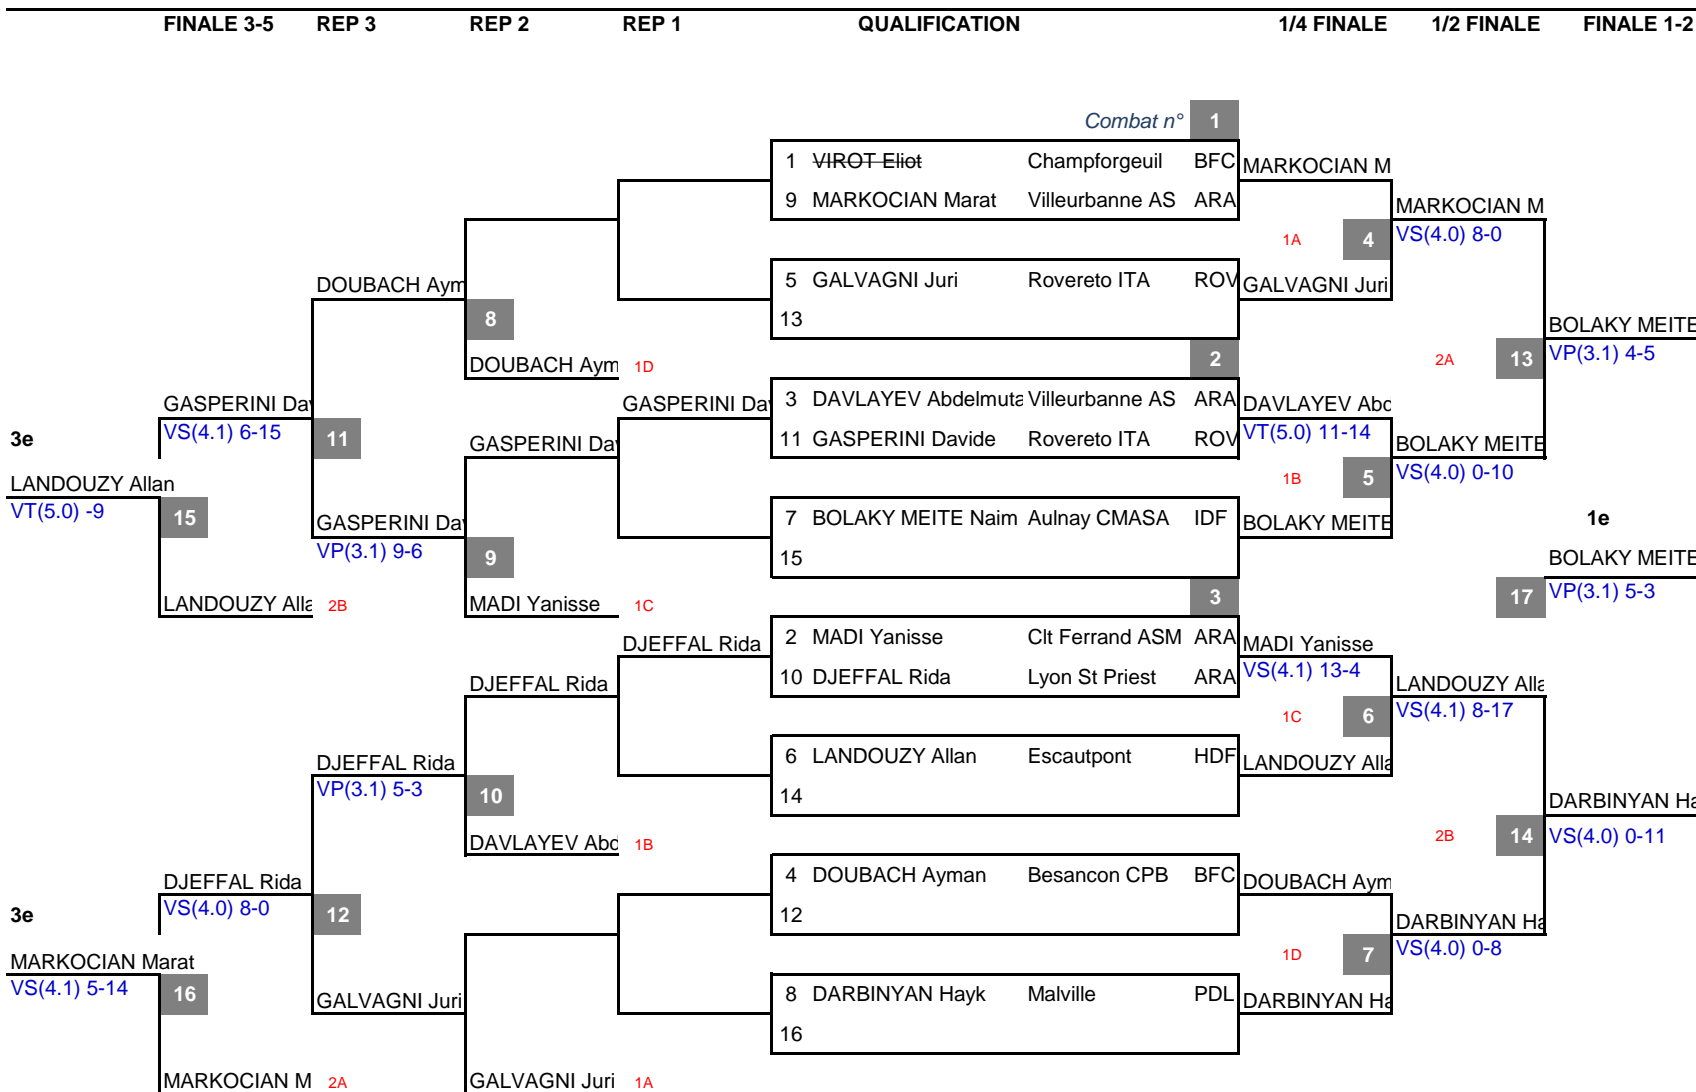 FINALE 3-5 REP 3 REP 2 REP 1 QUALIFICATION 1/4 FINALE 1/2 FINALE FINALE 1-2
Combat n° 1
1 VIROT Eliot Champforgeuil BFC MARKOCIAN M
9 MARKOCIAN Marat Villeurbanne AS ARA MARKOCIAN M
1A 4 VS(4.0) 8-0
DOUBACH Aym 5 GALVAGNI Juri Rovereto ITA ROV GALVAGNI Juri
8 13 BOLAKY MEITE
DOUBACH Aym 1D 2 2A 13 VP(3.1) 4-5
GASPERINI Da GASPERINI Da 3 DAVLAYEV Abdelmuta Villeurbanne AS ARA DAVLAYEV Abd
3e VS(4.1) 6-15 11 GASPERINI Da 11 GASPERINI Davide Rovereto ITA ROV VT(5.0) 11-14 BOLAKY MEITE
LANDOUZY Allan 1B 5 VS(4.0) 0-10
VT(5.0) -9 15 GASPERINI Da 7 BOLAKY MEITE Naim Aulnay CMASA IDF BOLAKY MEITE 1e
VP(3.1) 9-6 9 15 BOLAKY MEITE
LANDOUZY Alla 2B MADI Yanisse 1C 3 17 VP(3.1) 5-3
DJEFFAL Rida 2 MADI Yanisse Clt Ferrand ASM ARA MADI Yanisse
DJEFFAL Rida 10 DJEFFAL Rida Lyon St Priest ARA VS(4.1) 13-4 LANDOUZY Alla
1C 6 VS(4.1) 8-17
DJEFFAL Rida 6 LANDOUZY Allan Escautpont HDF LANDOUZY Alla
VP(3.1) 5-3 10 14 DARBINYAN Ha
DAVLAYEV Abd 1B 2B 14 VS(4.0) 0-11
DJEFFAL Rida 4 DOUBACH Ayman Besancon CPB BFC DOUBACH Aym
3e VS(4.0) 8-0 12 12 DARBINYAN Ha
MARKOCIAN Marat 1D 7 VS(4.0) 0-8
VS(4.1) 5-14 16 GALVAGNI Juri 8 DARBINYAN Hayk Malville PDL DARBINYAN Ha
16
MARKOCIAN M 2A GALVAGNI Juri 1A